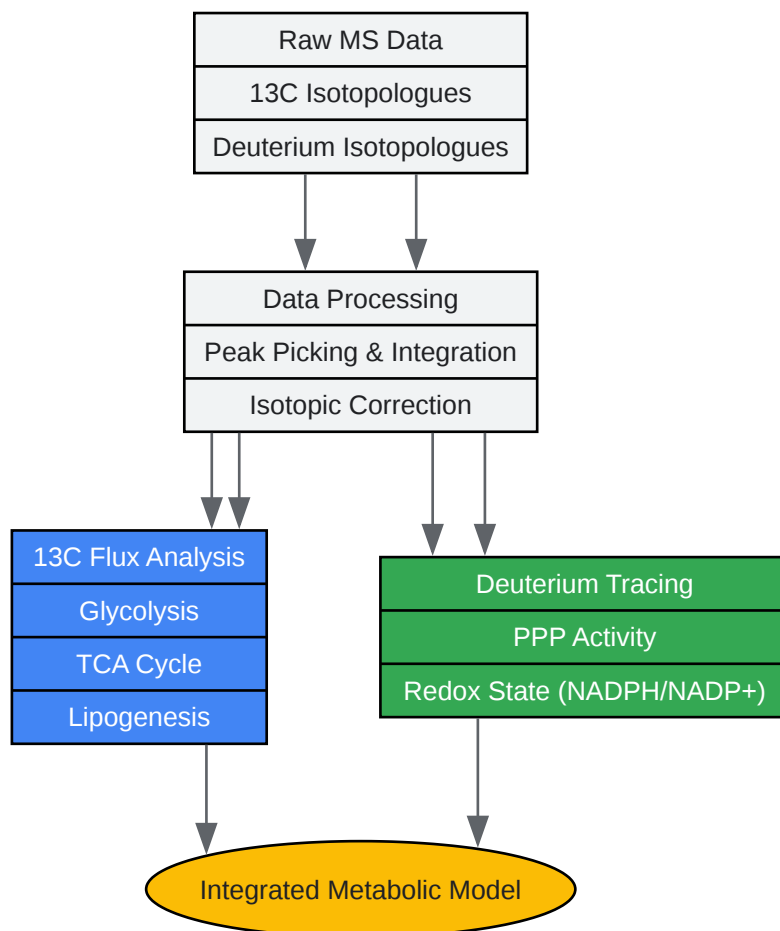 Raw MS Data
13C Isotopologues
Deuterium Isotopologues
Data Processing
Peak Picking & Integration
Isotopic Correction
13C Flux Analysis
Glycolysis
TCA Cycle
Lipogenesis
Deuterium Tracing
PPP Activity
Redox State (NADPH/NADP+)
Integrated Metabolic Model